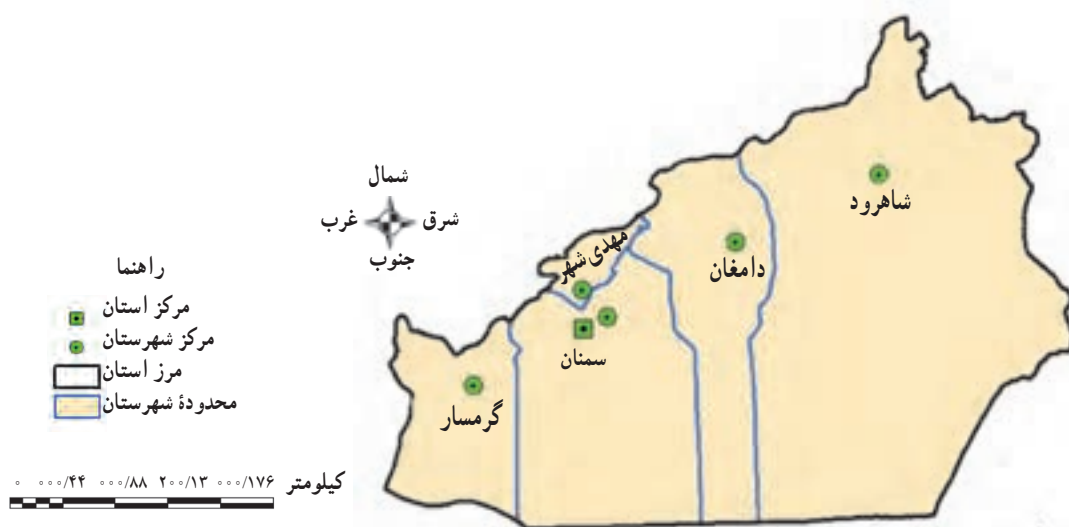 شمال
شرق
غرب
جنوب
راهنما
مرکز استان
مرکز شهرستان
مرز استان
محدودهٔ شهرستان
۰ ۰۰۰/۴۴ ۰۰۰/۸۸ ۲۰۰/۱۳ ۰۰۰/۱۷۶ کیلومتر
شاهرود
دامغان
مهدی شهر
سمنان
گرمسار